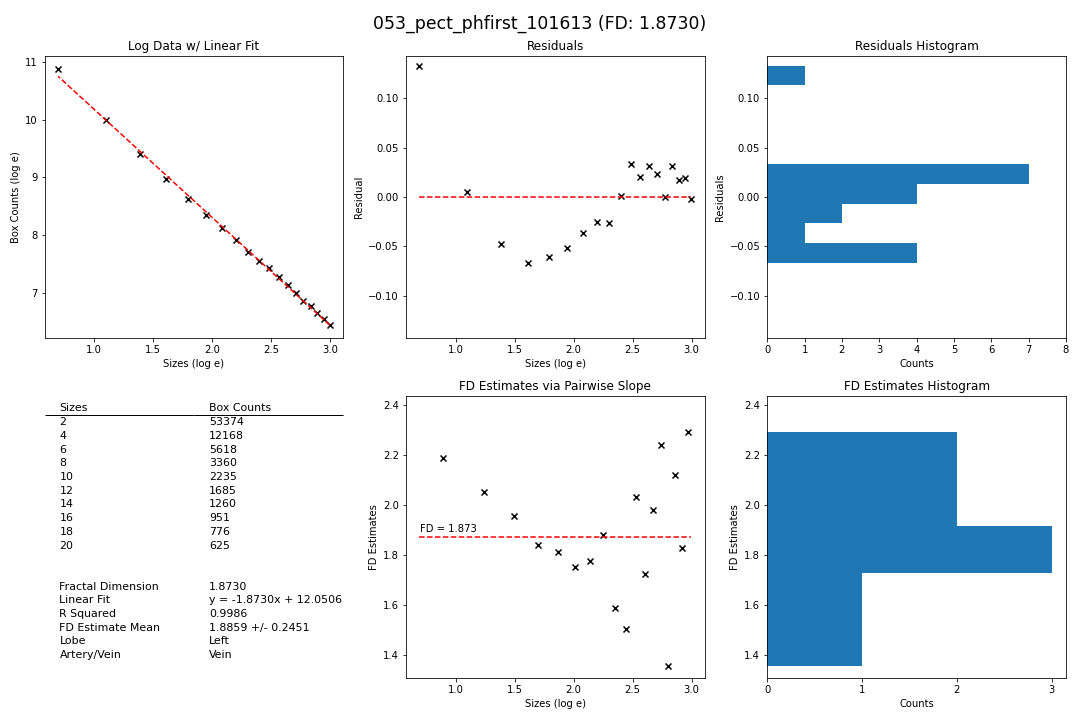 053_pect_phfirst_101613 (FD: 1.8730)
Log Data w/ Linear Fit
Box Counts (log e)
11
10
9
8
7
1.0 1.5 2.0 2.5 3.0
Sizes (log e)
Residuals
Residual
0.10
0.05
0.00
−0.05
−0.10
1.0 1.5 2.0 2.5 3.0
Sizes (log e)
Residuals Histogram
Residuals
0.10
0.05
0.00
−0.05
−0.10
0 1 2 3 4 5 6 7 8
Counts
Sizes Box Counts
2 53374
4 12168
6 5618
8 3360
10 2235
12 1685
14 1260
16 951
18 776
20 625
Fractal Dimension 1.8730
Linear Fit y = -1.8730x + 12.0506
R Squared 0.9986
FD Estimate Mean 1.8859 +/- 0.2451
Lobe Left
Artery/Vein Vein
FD Estimates via Pairwise Slope
FD Estimates
2.4
2.2
2.0
FD = 1.873
1.8
1.6
1.4
1.0 1.5 2.0 2.5 3.0
Sizes (log e)
FD Estimates Histogram
FD Estimates
2.4
2.2
2.0
1.8
1.6
1.4
0 1 2 3
Counts